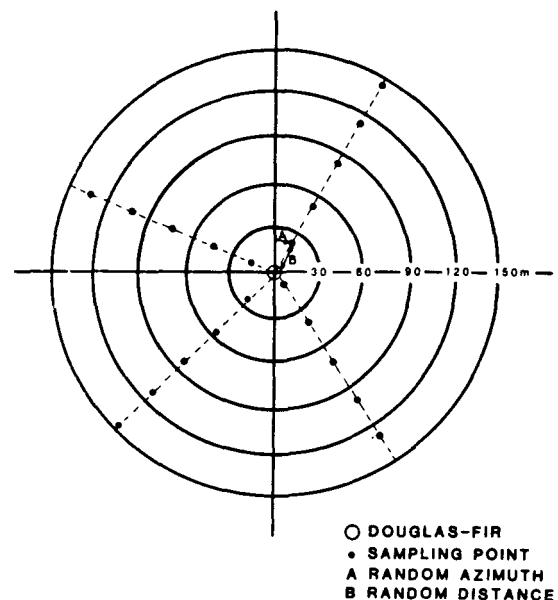 A
B
30 60 90 120 150m
DOUGLAS-FIR
SAMPLING POINT
A RANDOM AZIMUTH
B RANDOM DISTANCE